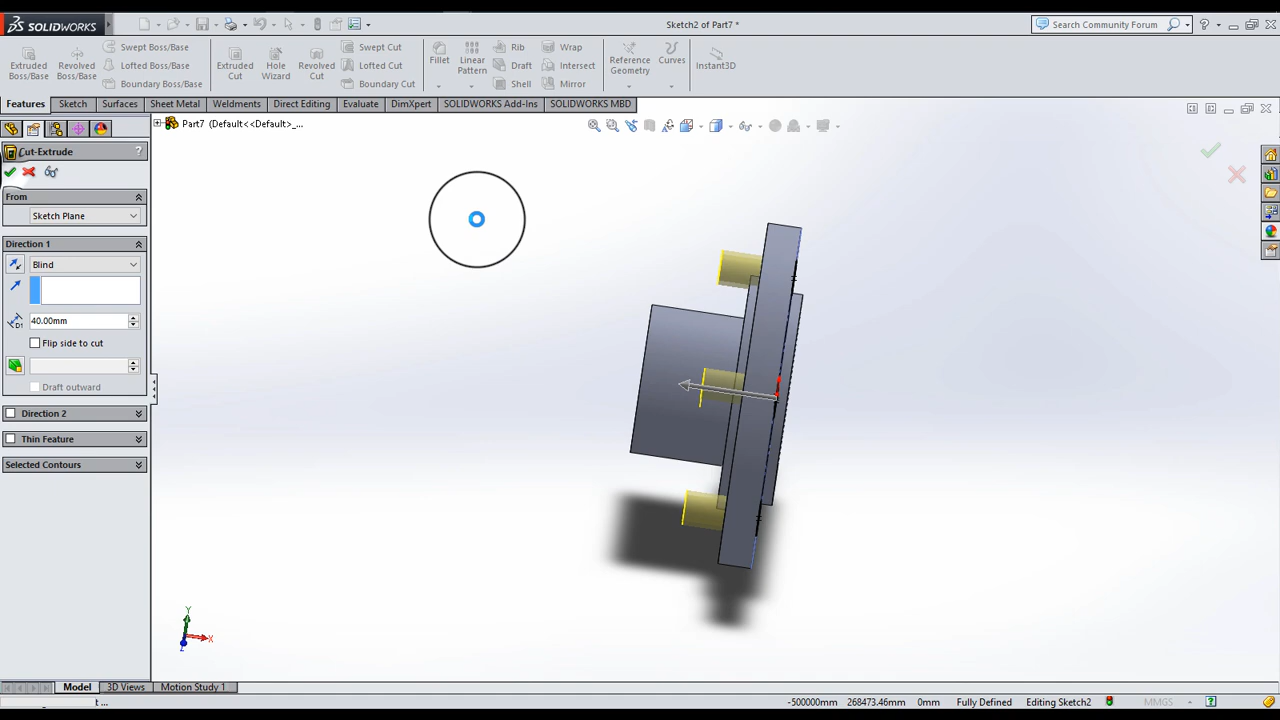 SOLIDWORKS
Sketch2 of Part7 *
Search Community Forum
Extruded Boss/Base
Revolved Boss/Base
Swept Boss/Base
Lofted Boss/Base
Boundary Boss/Base
Extruded Cut
Hole Wizard
Revolved Cut
Swept Cut
Lofted Cut
Boundary Cut
Fillet
Linear Pattern
Rib
Draft
Shell
Wrap
Intersect
Mirror
Reference Geometry
Curves
Instant3D
Features
Sketch
Surfaces
Sheet Metal
Weldments
Direct Editing
Evaluate
DimXpert
SOLIDWORKS Add-Ins
SOLIDWORKS MBD
Part7 (Default<<Default>_...
Cut-Extrude
?
From
Sketch Plane
Direction 1
Blind
D1
40.00mm
Flip side to cut
Draft outward
Direction 2
Thin Feature
Selected Contours
Y
X
Z
Model
3D Views
Motion Study 1
-500000mm
268473.46mm
0mm
Fully Defined
Editing Sketch2
MMGS